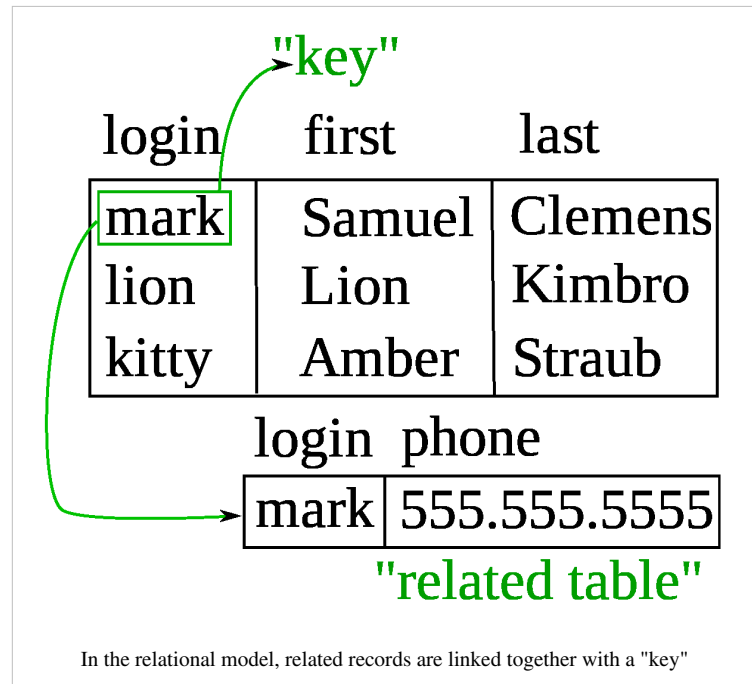 "key"
login first last
mark Samuel Clemens
lion Lion Kimbro
kitty Amber Straub
login phone
mark 555.555.5555
"related table"
In the relational model, related records are linked together with a "key"